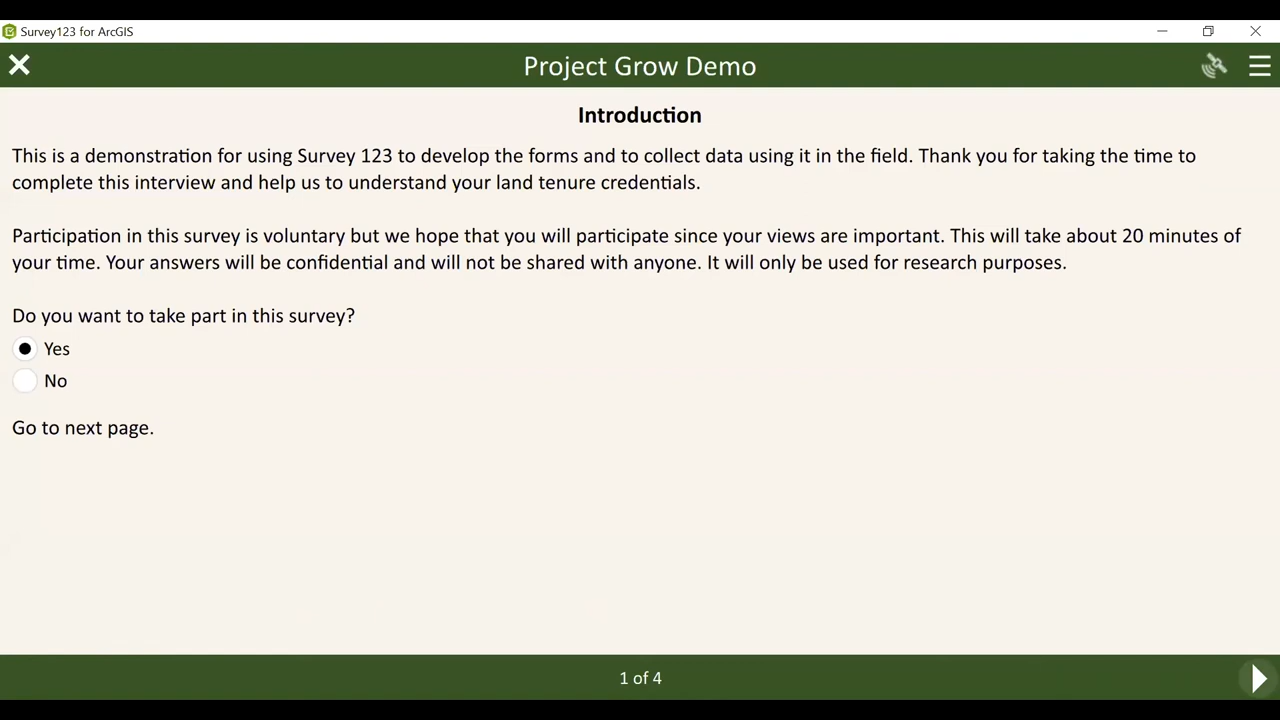 Survey123 for ArcGIS
Project Grow Demo
Introduction
This is a demonstration for using Survey 123 to develop the forms and to collect data using it in the field. Thank you for taking the time to
complete this interview and help us to understand your land tenure credentials.
Participation in this survey is voluntary but we hope that you will participate since your views are important. This will take about 20 minutes of
your time. Your answers will be confidential and will not be shared with anyone. It will only be used for research purposes.
Do you want to take part in this survey?
Yes
No
Go to next page.
1 of 4